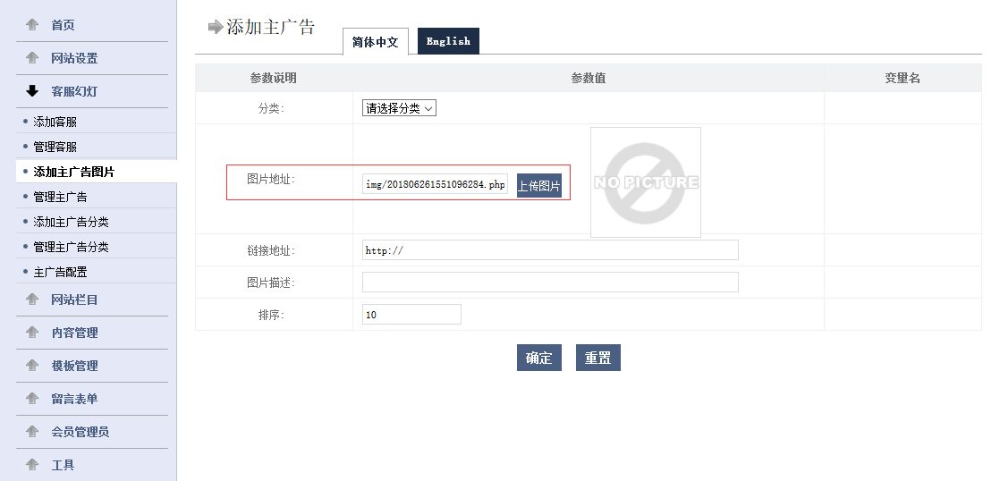 首页
网站设置
客服幻灯
添加客服
管理客服
添加主广告图片
管理主广告
添加主广告分类
管理主广告分类
主广告配置
网站栏目
内容管理
模板管理
留言表单
会员管理员
工具
添加主广告
简体中文 English
参数说明 参数值 变量名
分类: 请选择分类
图片地址: img/201806261551096284.php 上传图片 NO PICTURE
链接地址: http://
图片描述:
排序: 10
确定 重置